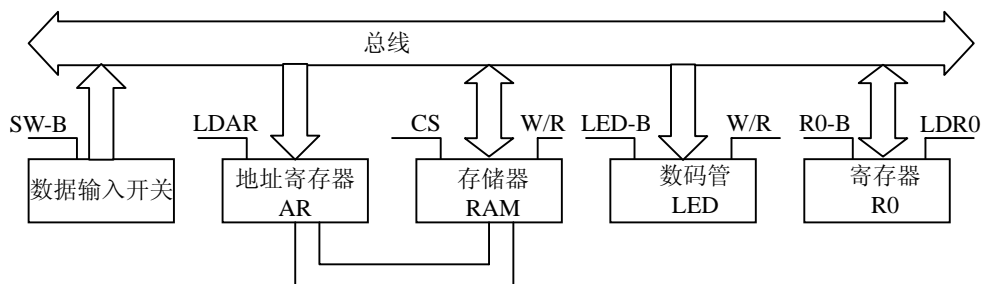 总线
SW-B
LDAR
CS
W/R
LED-B
W/R
R0-B
LDR0
数据输入开关
地址寄存器
AR
存储器
RAM
数码管
LED
寄存器
R0